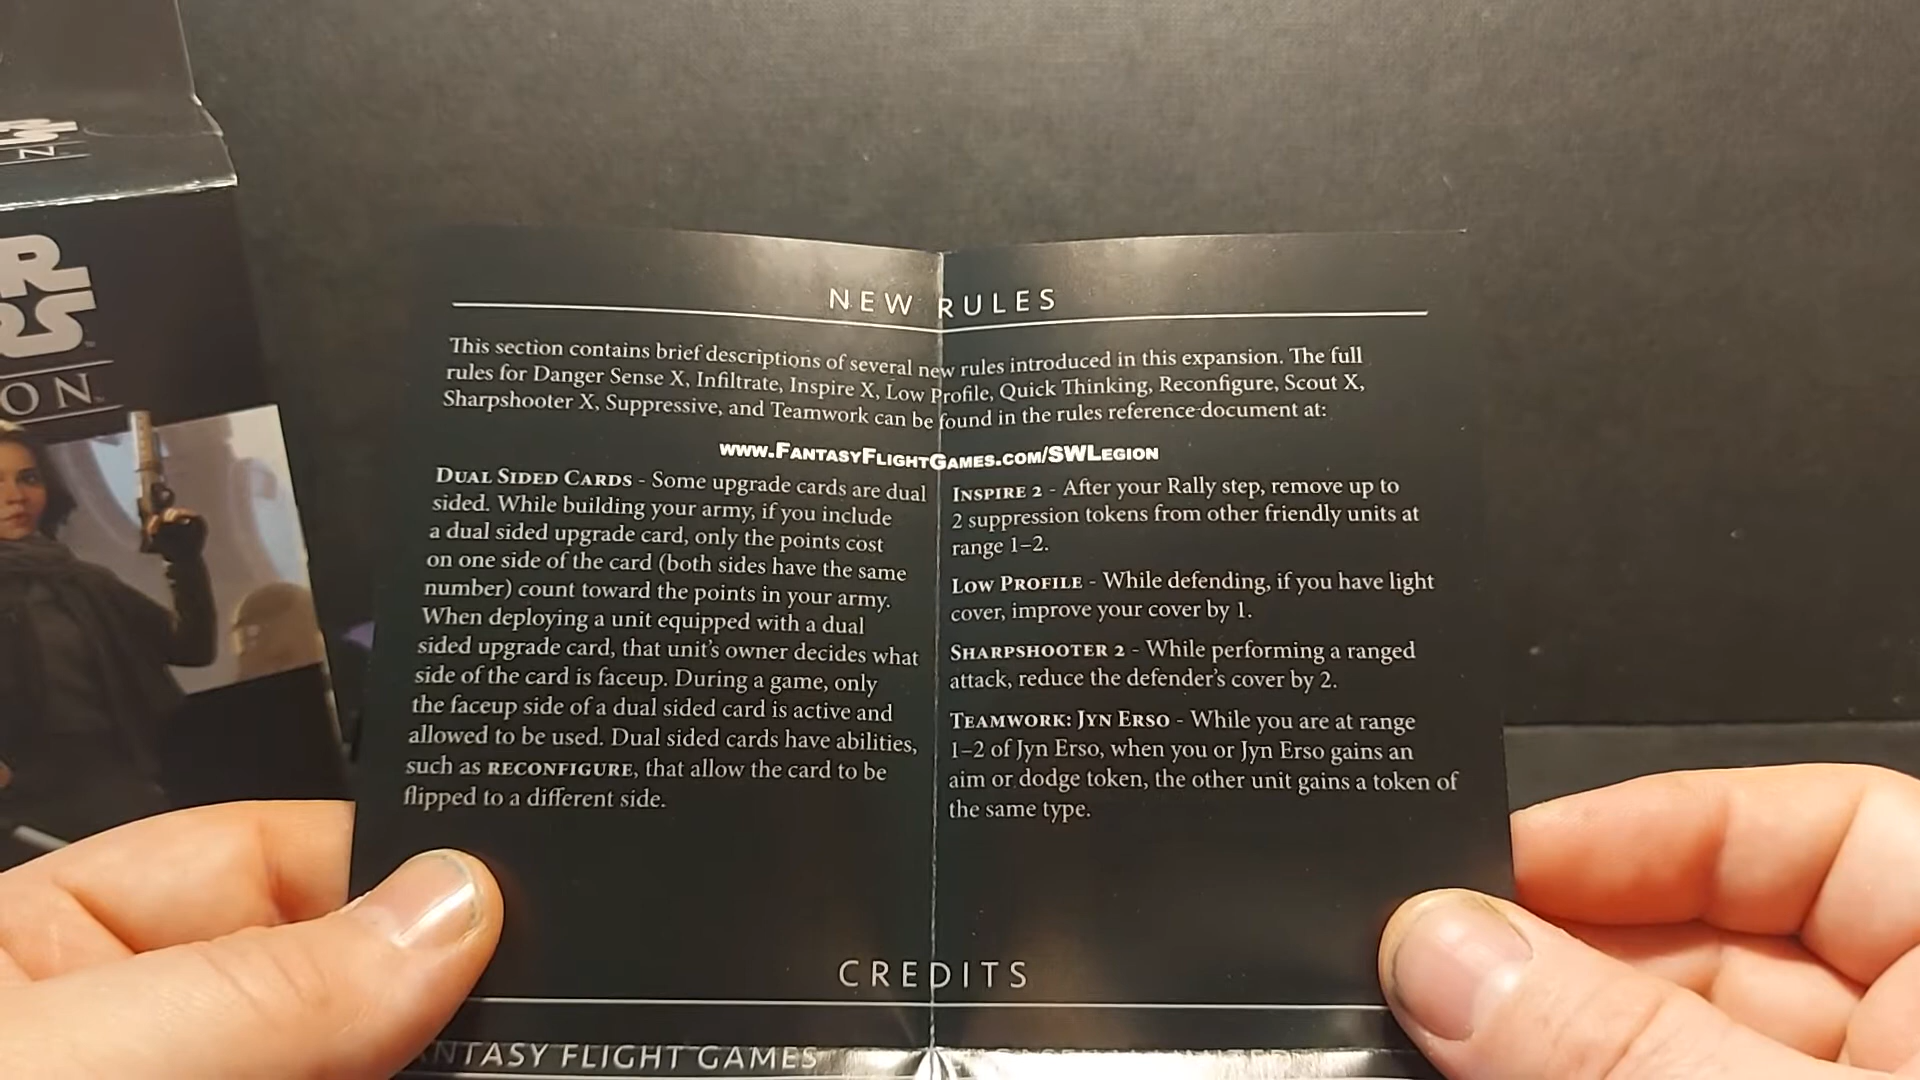 R
RS
ON
NEW RULES
This section contains brief descriptions of several new rules introduced in this expansion. The full
rules for Danger Sense X, Infiltrate, Inspire X, Low Profile, Quick Thinking, Reconfigure, Scout X,
Sharpshooter X, Suppressive, and Teamwork can be found in the rules reference document at:
www.FantasyFlightGames.com/SWLegion
Dual Sided Cards - Some upgrade cards are dual
sided. While building your army, if you include
a dual sided upgrade card, only the points cost
on one side of the card (both sides have the same
number) count toward the points in your army.
When deploying a unit equipped with a dual
sided upgrade card, that unit's owner decides what
side of the card is faceup. During a game, only
the faceup side of a dual sided card is active and
allowed to be used. Dual sided cards have abilities,
such as reconfigure, that allow the card to be
flipped to a different side.
Inspire 2 - After your Rally step, remove up to
2 suppression tokens from other friendly units at
range 1–2.
Low Profile - While defending, if you have light
cover, improve your cover by 1.
Sharpshooter 2 - While performing a ranged
attack, reduce the defender's cover by 2.
Teamwork: Jyn Erso - While you are at range
1–2 of Jyn Erso, when you or Jyn Erso gains an
aim or dodge token, the other unit gains a token of
the same type.
CREDITS
NTASY FLIGHT GAMES